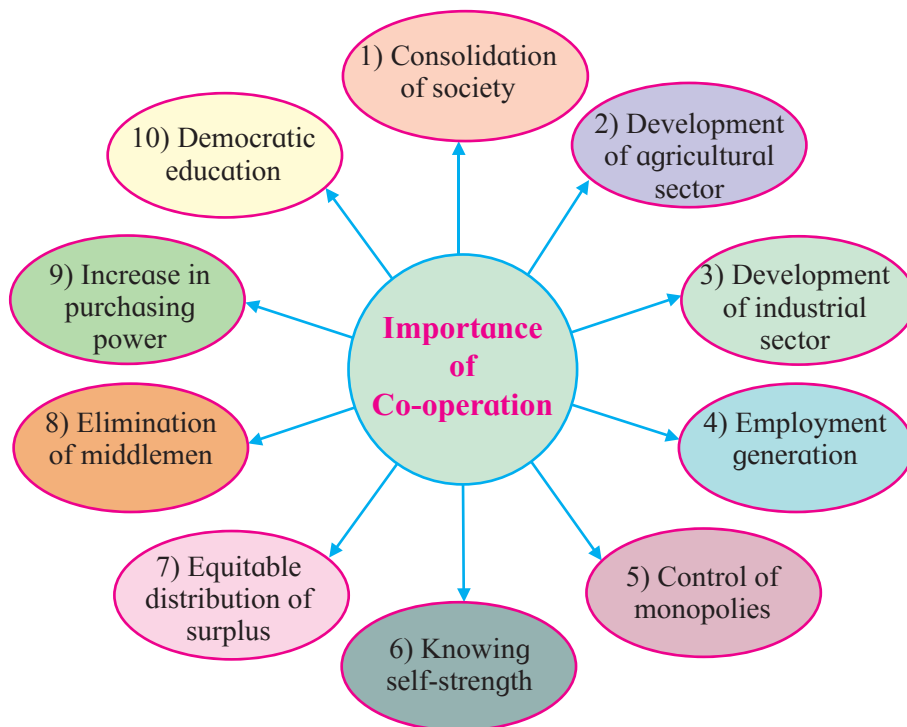 1) Consolidation
of society
2) Development
of agricultural
sector
3) Development
of industrial
sector
4) Employment
generation
5) Control of
monopolies
6) Knowing
self-strength
7) Equitable
distribution of
surplus
8) Elimination
of middlemen
9) Increase in
purchasing
power
10) Democratic
education
Importance
of
Co-operation